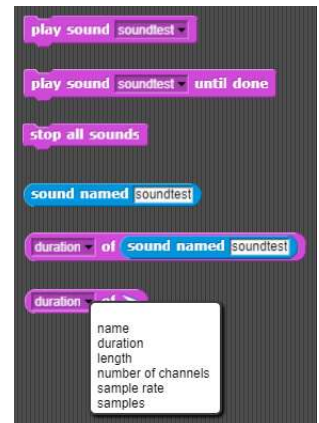 play sound soundtest
play sound soundtest until done
stop all sounds
sound named soundtest
duration of sound named soundtest
duration of
name
duration
length
number of channels
sample rate
samples